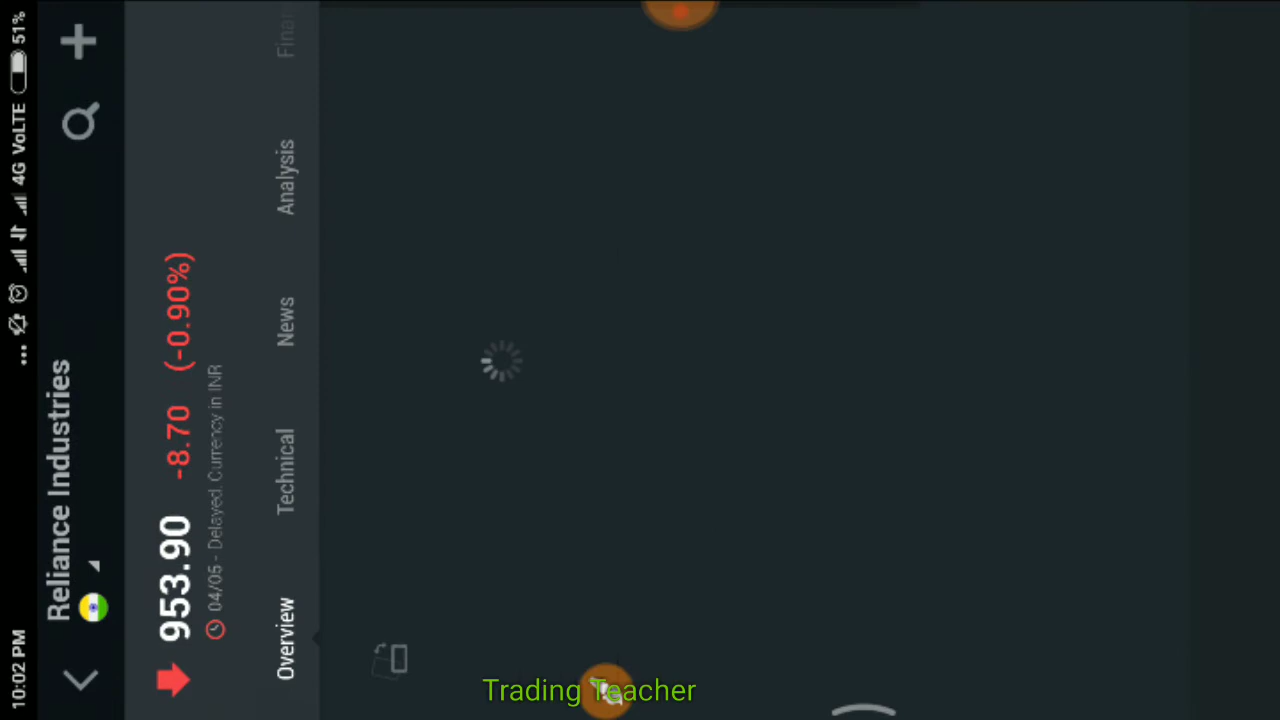 10:02 PM ... 4G VoLTE 51%
Reliance Industries
953.90 -8.70 (-0.90%)
04/05 - Delayed. Currency in INR
Overview Technical News Analysis Finan
Trading Teacher